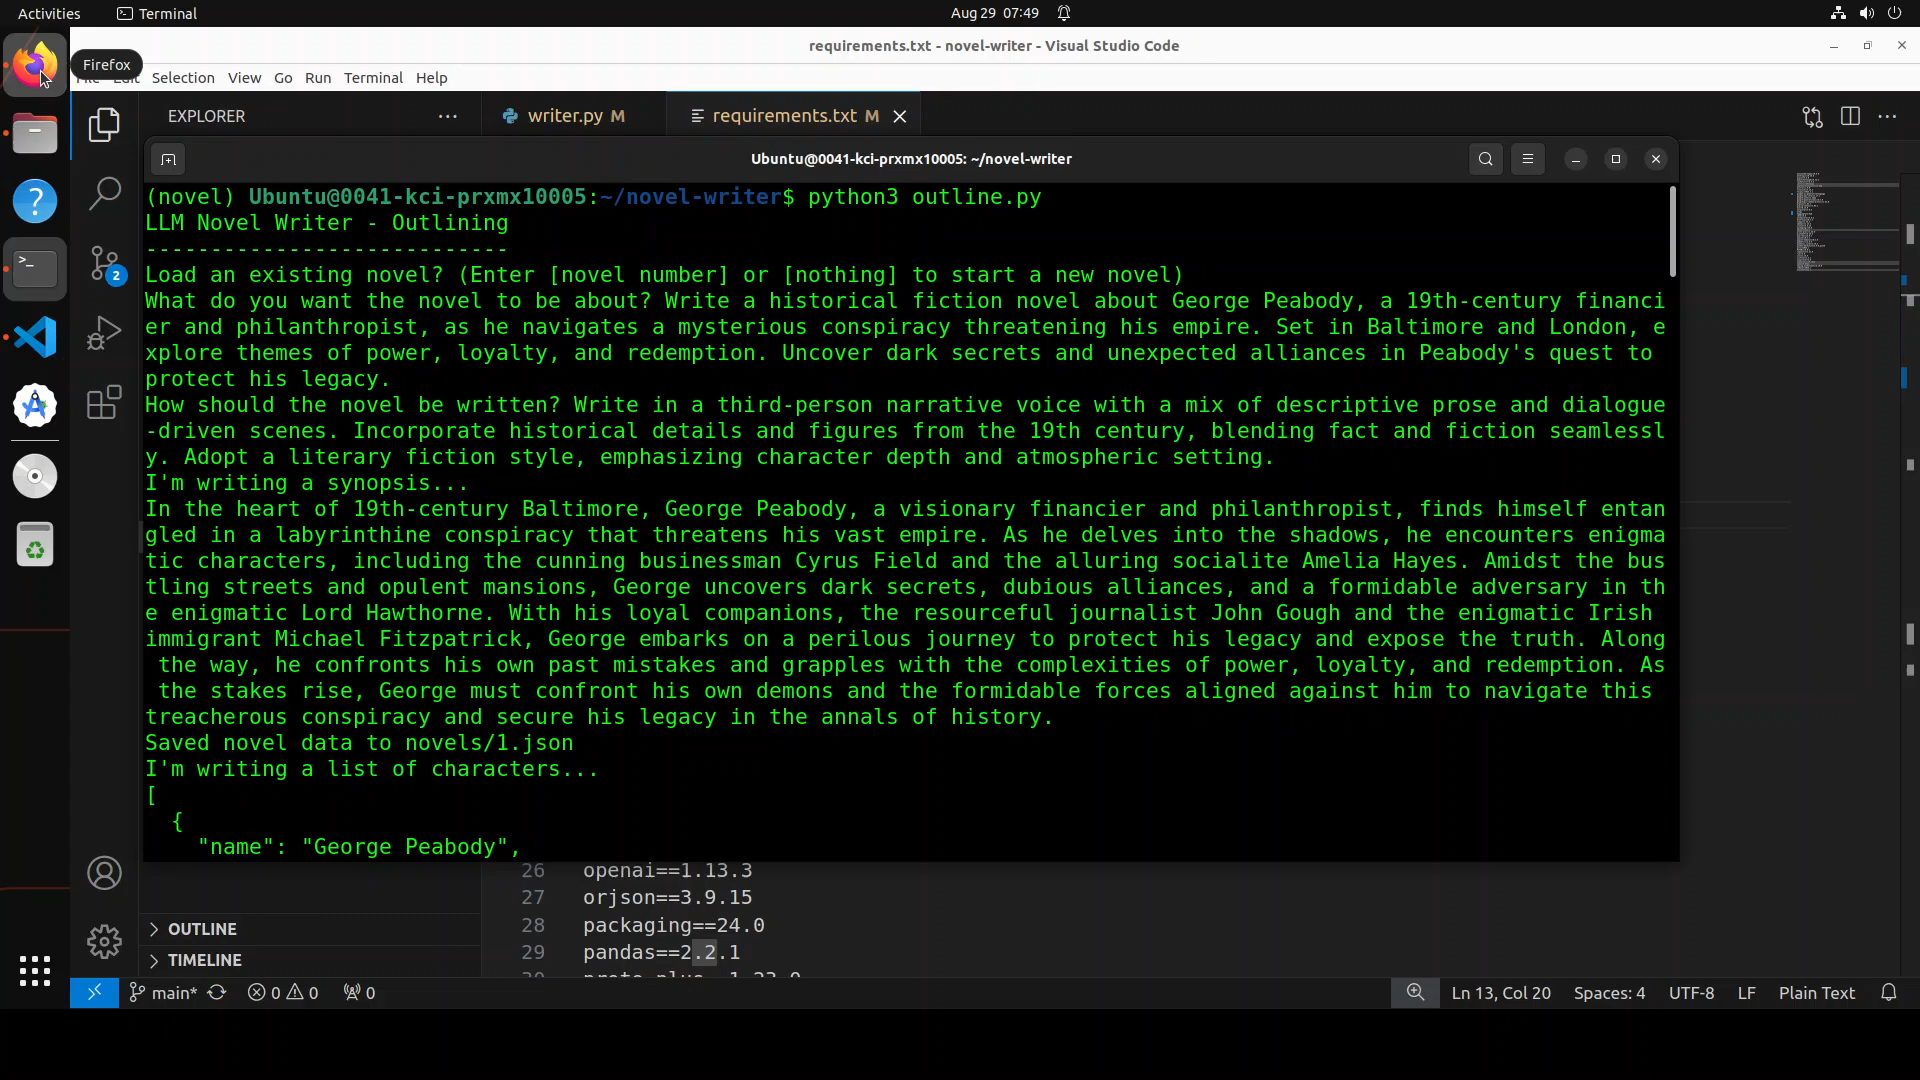 Activities
Terminal
Aug 29 07:49
requirements.txt - novel-writer - Visual Studio Code
Firefox
File Edit Selection View Go Run Terminal Help
EXPLORER
writer.py M
requirements.txt M
Ubuntu@0041-kci-prxmx10005: ~/novel-writer
(novel) Ubuntu@0041-kci-prxmx10005:~/novel-writer$ python3 outline.py
LLM Novel Writer - Outlining
----------------------------
Load an existing novel? (Enter [novel number] or [nothing] to start a new novel)
What do you want the novel to be about? Write a historical fiction novel about George Peabody, a 19th-century financi
er and philanthropist, as he navigates a mysterious conspiracy threatening his empire. Set in Baltimore and London, e
xplore themes of power, loyalty, and redemption. Uncover dark secrets and unexpected alliances in Peabody's quest to
protect his legacy.
How should the novel be written? Write in a third-person narrative voice with a mix of descriptive prose and dialogue
-driven scenes. Incorporate historical details and figures from the 19th century, blending fact and fiction seamlessl
y. Adopt a literary fiction style, emphasizing character depth and atmospheric setting.
I'm writing a synopsis...
In the heart of 19th-century Baltimore, George Peabody, a visionary financier and philanthropist, finds himself entan
gled in a labyrinthine conspiracy that threatens his vast empire. As he delves into the shadows, he encounters enigma
tic characters, including the cunning businessman Cyrus Field and the alluring socialite Amelia Hayes. Amidst the bus
tling streets and opulent mansions, George uncovers dark secrets, dubious alliances, and a formidable adversary in th
e enigmatic Lord Hawthorne. With his loyal companions, the resourceful journalist John Gough and the enigmatic Irish
immigrant Michael Fitzpatrick, George embarks on a perilous journey to protect his legacy and expose the truth. Along
 the way, he confronts his own past mistakes and grapples with the complexities of power, loyalty, and redemption. As
 the stakes rise, George must confront his own demons and the formidable forces aligned against him to navigate this
treacherous conspiracy and secure his legacy in the annals of history.
Saved novel data to novels/1.json
I'm writing a list of characters...
[
  {
    "name": "George Peabody",
26 openai==1.13.3
27 orjson==3.9.15
28 packaging==24.0
29 pandas==2.2.1
2
OUTLINE
TIMELINE
main* 0 0 0
Ln 13, Col 20 Spaces: 4 UTF-8 LF Plain Text